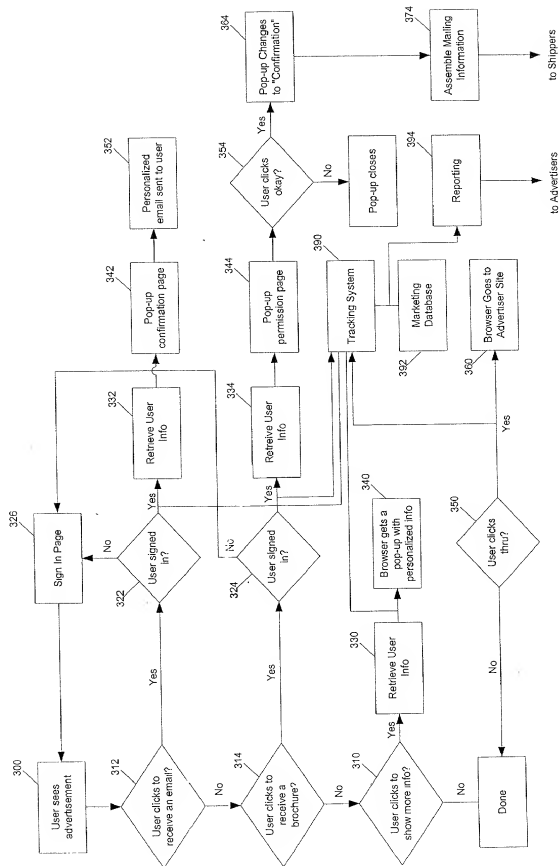 300
User sees
advertisement
326
Sign In Page
312
User clicks to
receive an email?
Yes
322
User signed
in?
No
Yes
332
Retrieve User
Info
342
Pop-up
confirmation page
352
Personalized
email sent to user
No
314
User clicks to
receive a
brochure?
Yes
324
User signed
in?
No
Yes
334
Retreive User
Info
344
Pop-up
permission page
354
User clicks
okay?
Yes
364
Pop-up Changes
to "Confirmation"
No
Pop-up closes
374
Assemble Mailing
Information
to Shippers
No
310
User clicks to
show more info?
Yes
330
Retrieve User
Info
340
Browser gets a
pop-up with
personalized info
390
Tracking System
392
Marketing
Database
394
Reporting
to Advertisers
No
Done
No
350
User clicks
thru?
Yes
360
Browser Goes to
Advertiser Site